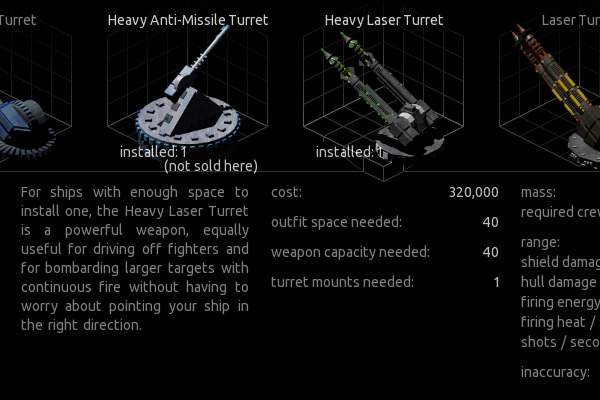 Turret
Heavy Anti-Missile Turret
Heavy Laser Turret
Laser Tur
installed: 1
(not sold here)
installed: 1
For ships with enough space to
install one, the Heavy Laser Turret
is a powerful weapon, equally
useful for driving off fighters and
for bombarding larger targets with
continuous fire without having to
worry about pointing your ship in
the right direction.
cost: 320,000
outfit space needed: 40
weapon capacity needed: 40
turret mounts needed: 1
mass:
required crew
range:
shield damag
hull damage
firing energy
firing heat / s
shots / seco
inaccuracy: